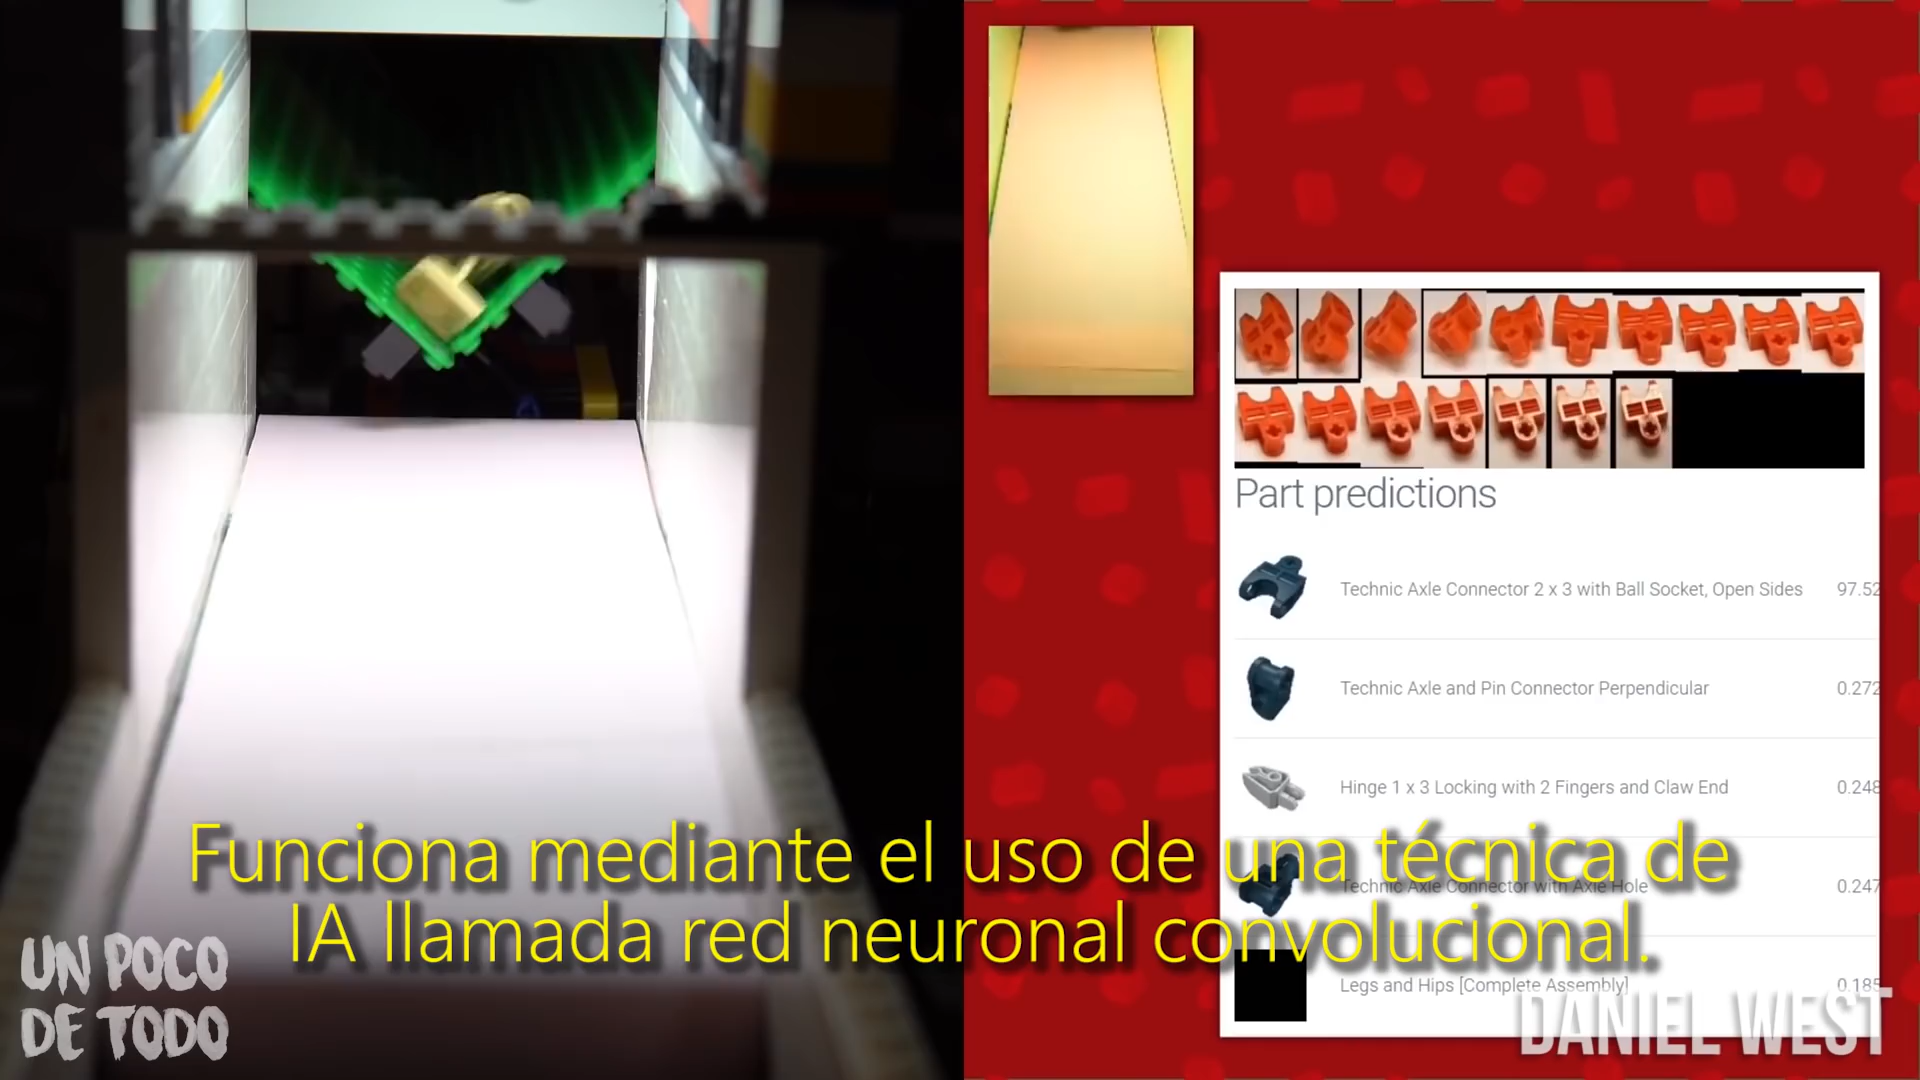 Part predictions
Technic Axle Connector 2 x 3 with Ball Socket, Open Sides 97.52
Technic Axle and Pin Connector Perpendicular 0.272
Hinge 1 x 3 Locking with 2 Fingers and Claw End 0.248
Technic Axle Connector with Axle Hole 0.247
Legs and Hips [Complete Assembly] 0.185
Funciona mediante el uso de una técnica de
IA llamada red neuronal convolucional.
UN POCO
DE TODO
DANIEL WEST